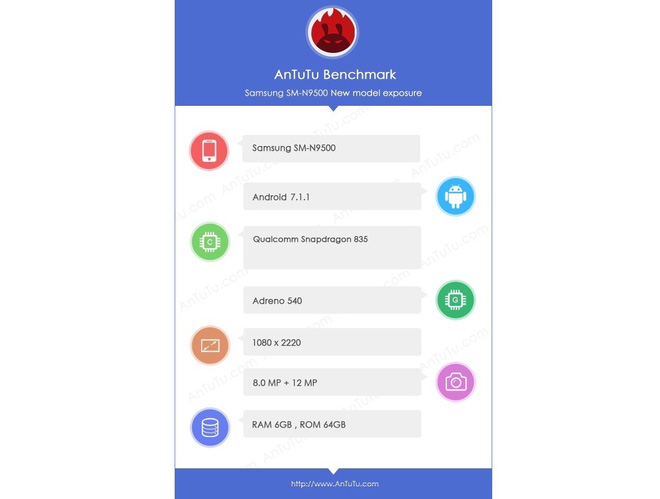 AnTuTu Benchmark
Samsung SM-N9500 New model exposure
Samsung SM-N9500
Android 7.1.1
Qualcomm Snapdragon 835
C
Adreno 540
G
1080 x 2220
8.0 MP + 12 MP
RAM 6GB , ROM 64GB
http://www.AnTuTu.com